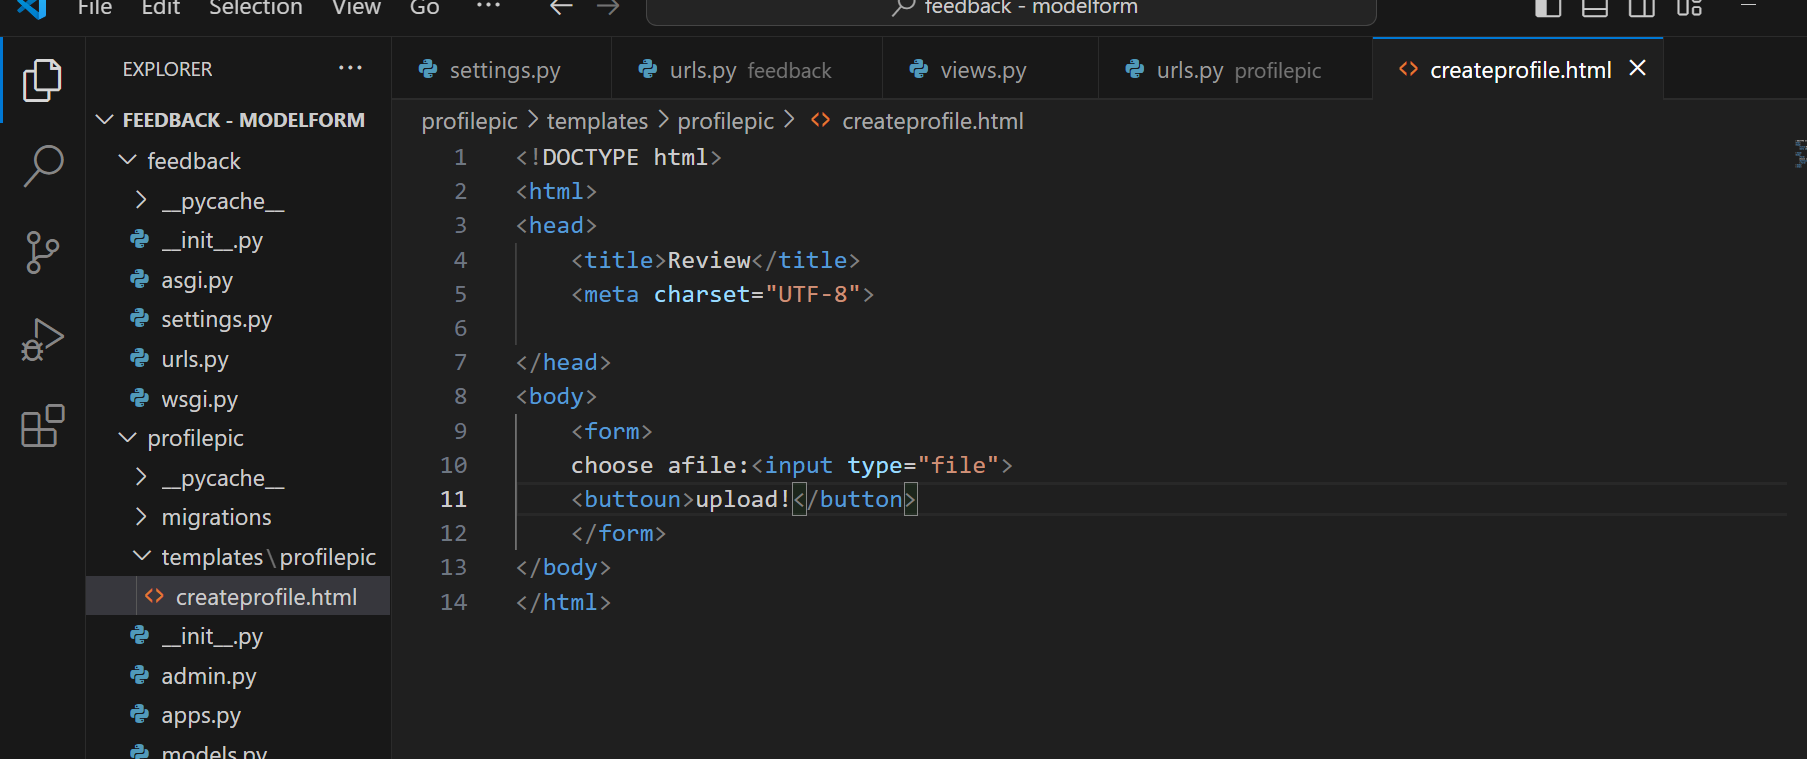 File Edit Selection View Go ··· feedback - modelform
EXPLORER ···
settings.py
urls.py feedback
views.py
urls.py profilepic
createprofile.html
FEEDBACK - MODELFORM
feedback
__pycache__
__init__.py
asgi.py
settings.py
urls.py
wsgi.py
profilepic
__pycache__
migrations
templates\profilepic
createprofile.html
__init__.py
admin.py
apps.py
models.py
profilepic > templates > profilepic > <> createprofile.html
1 <!DOCTYPE html>
2 <html>
3 <head>
4 <title>Review</title>
5 <meta charset="UTF-8">
6
7 </head>
8 <body>
9 <form>
10 choose afile:<input type="file">
11 <buttoun>upload!</button>
12 </form>
13 </body>
14 </html>